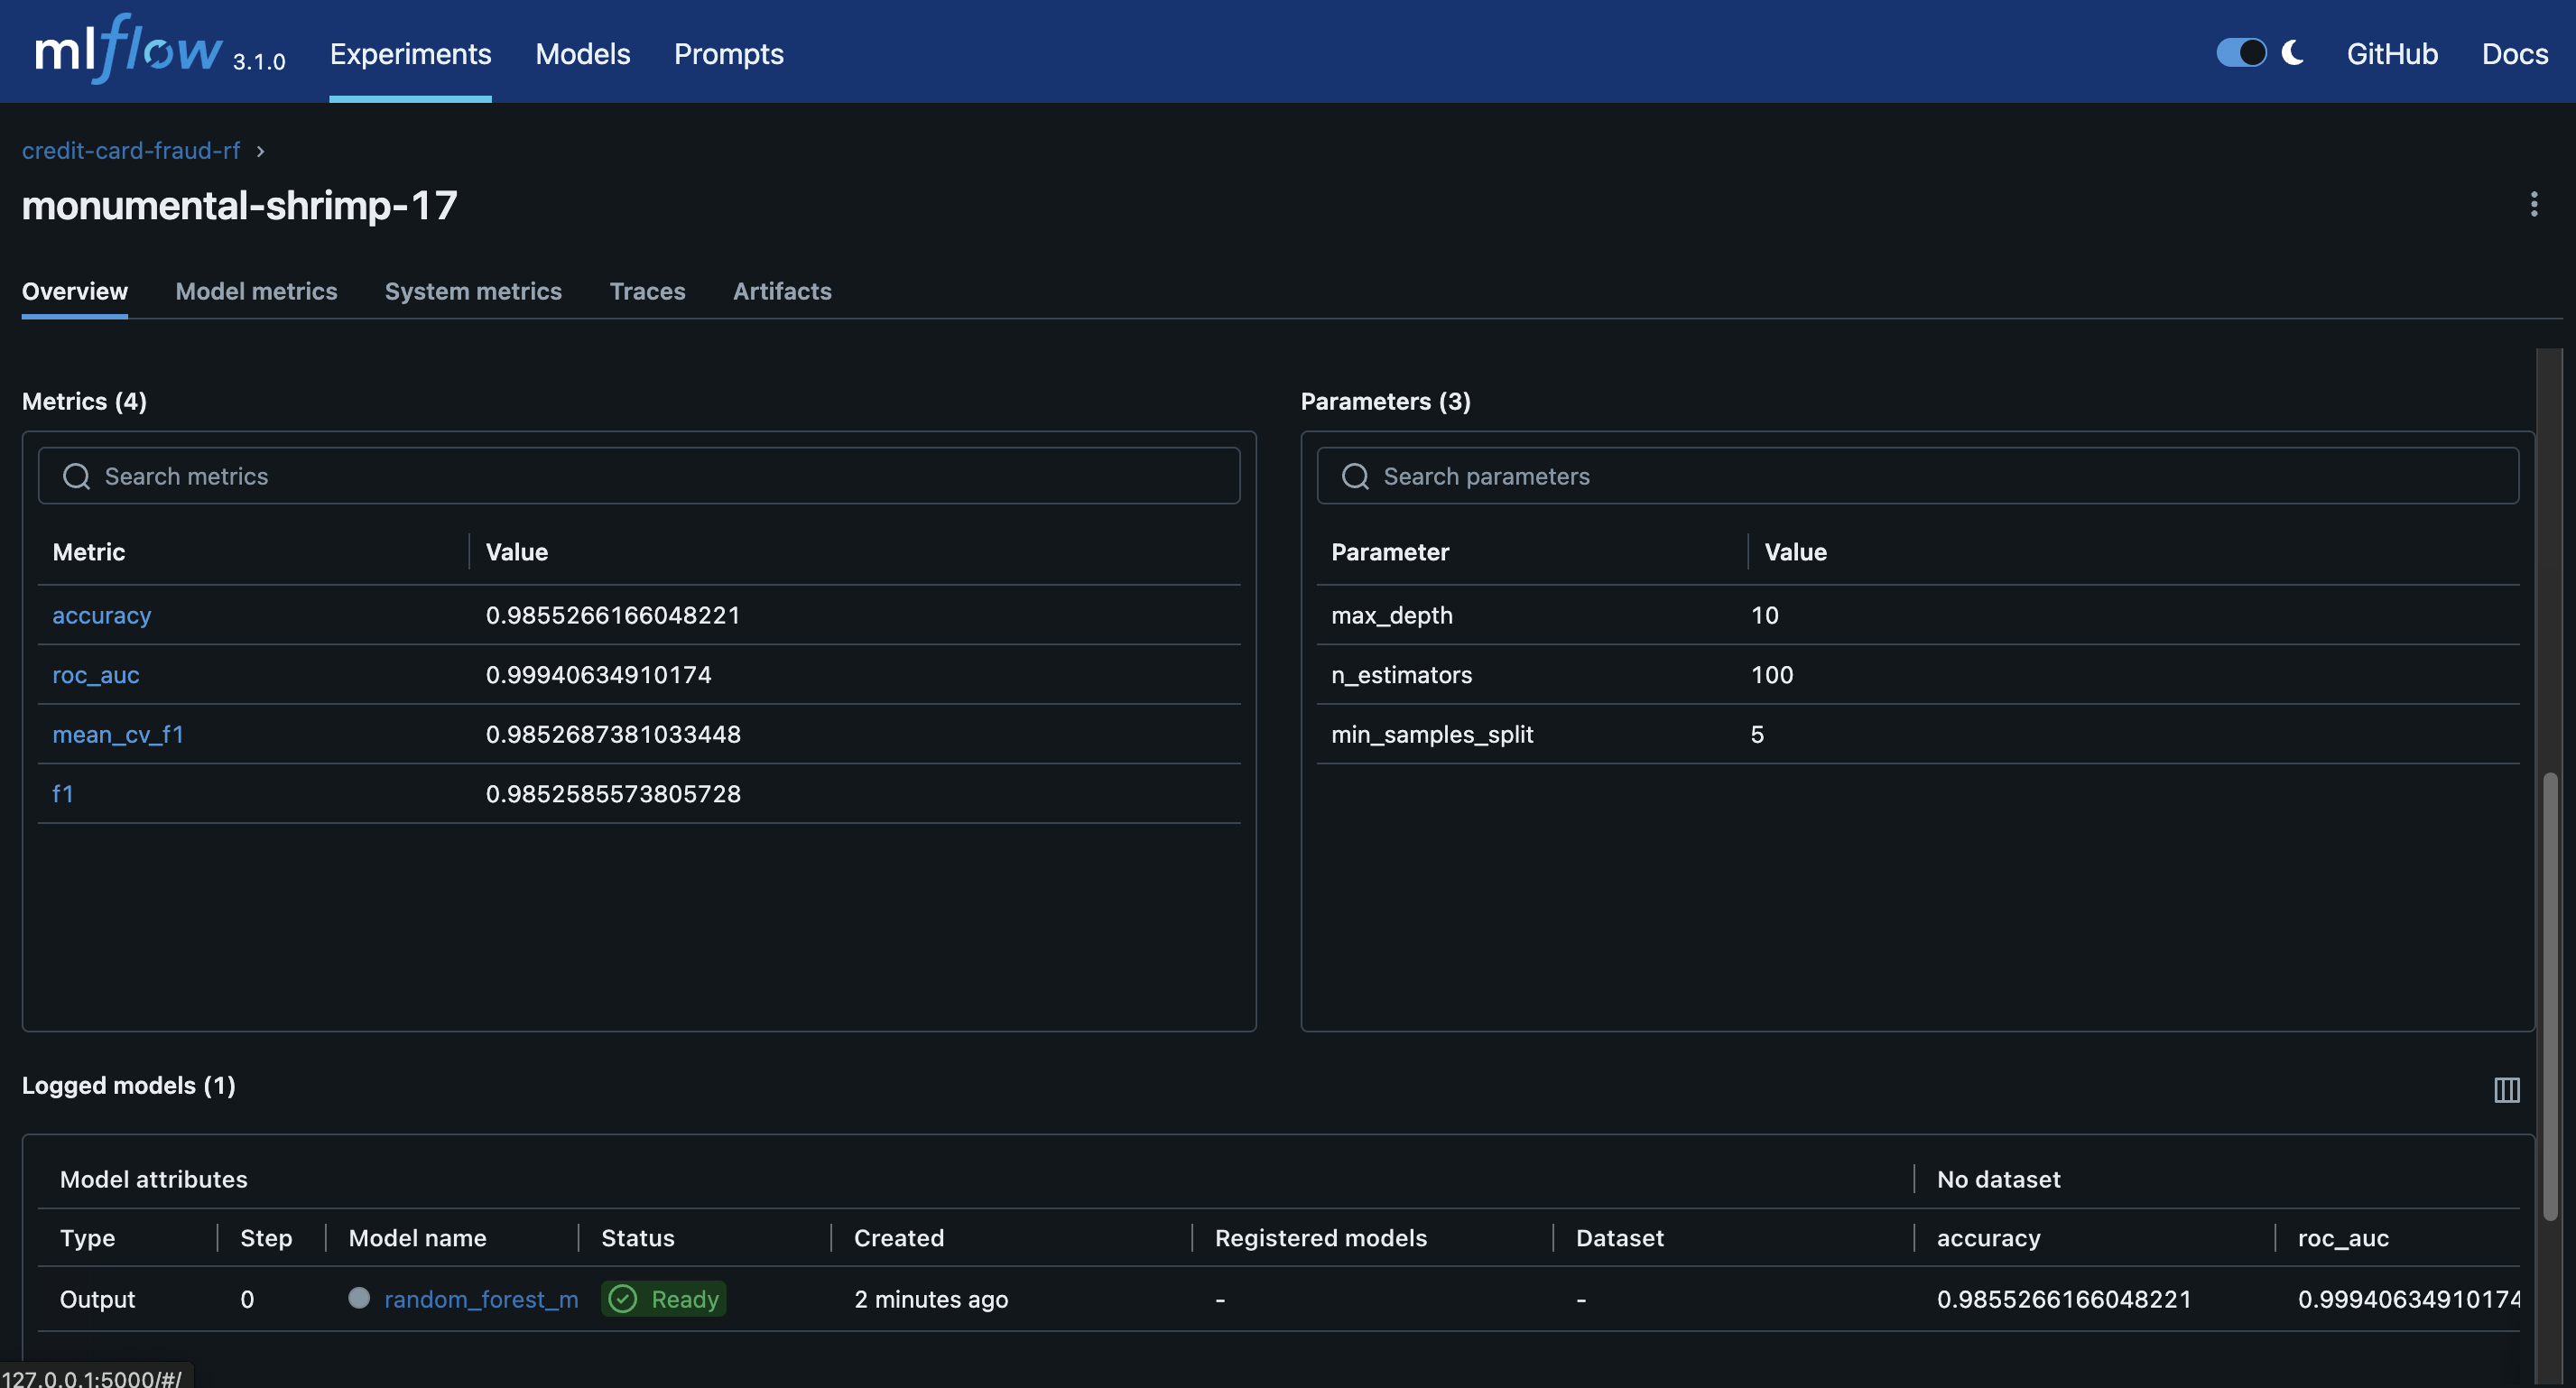 mlflow 3.1.0 Experiments Models Prompts GitHub Docs
credit-card-fraud-rf
monumental-shrimp-17
Overview Model metrics System metrics Traces Artifacts
Metrics (4)
Search metrics
Metric Value
accuracy 0.9855266166048221
roc_auc 0.99940634910174
mean_cv_f1 0.9852687381033448
f1 0.9852585573805728
Parameters (3)
Search parameters
Parameter Value
max_depth 10
n_estimators 100
min_samples_split 5
Logged models (1)
Model attributes No dataset
Type Step Model name Status Created Registered models Dataset accuracy roc_auc
Output 0 random_forest_m Ready 2 minutes ago - - 0.9855266166048221 0.99940634910174
127.0.0.1:5000/#/